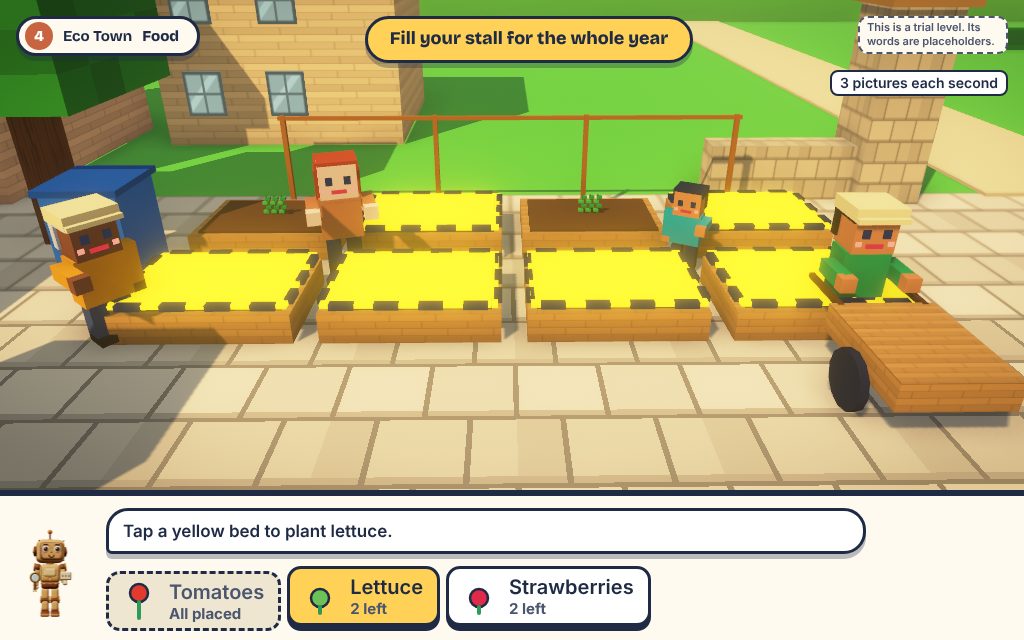 4 Eco Town Food
Fill your stall for the whole year
This is a trial level. Its
words are placeholders.
3 pictures each second
Tap a yellow bed to plant lettuce.
Tomatoes
All placed
Lettuce
2 left
Strawberries
2 left